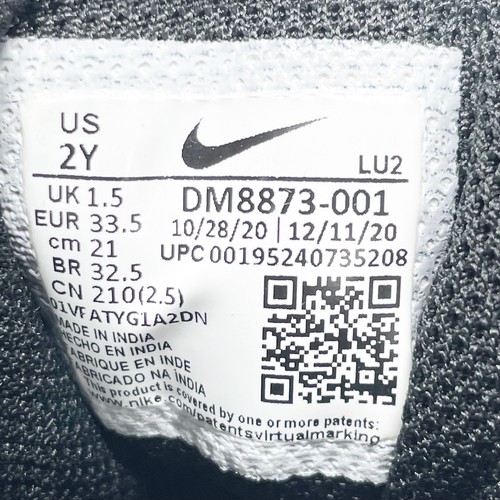 US
2Y
LU2
UK 1.5
EUR 33.5
cm 21
BR 32.5
CN 210(2.5)
DM8873-001
10/28/20 | 12/11/20
UPC 00195240735208
01VFATYG1A2DN
MADE IN INDIA
HECHO EN INDIA
FABRIQUE EN INDE
FABRICADO NA ÍNDIA
This product is covered by one or more patents:
www.nike.com/patentsvirtualmarking